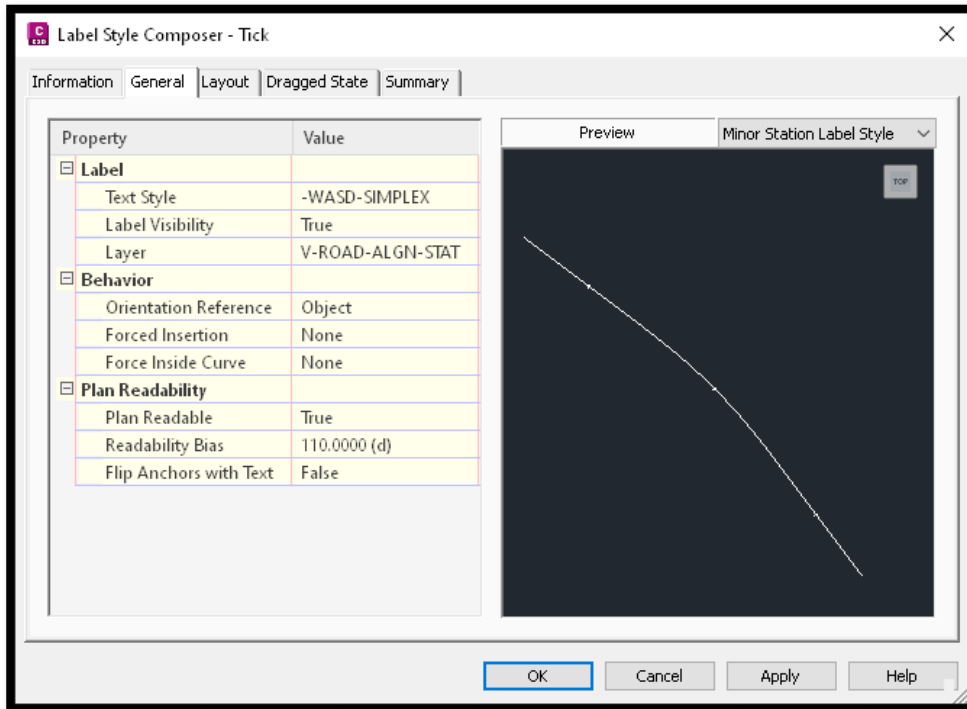 C
C3D
Label Style Composer - Tick
Information General Layout Dragged State Summary
Property Value
Label
Text Style -WASD-SIMPLEX
Label Visibility True
Layer V-ROAD-ALGN-STAT
Behavior
Orientation Reference Object
Forced Insertion None
Force Inside Curve None
Plan Readability
Plan Readable True
Readability Bias 110.0000 (d)
Flip Anchors with Text False
Preview Minor Station Label Style
TOP
OK Cancel Apply Help